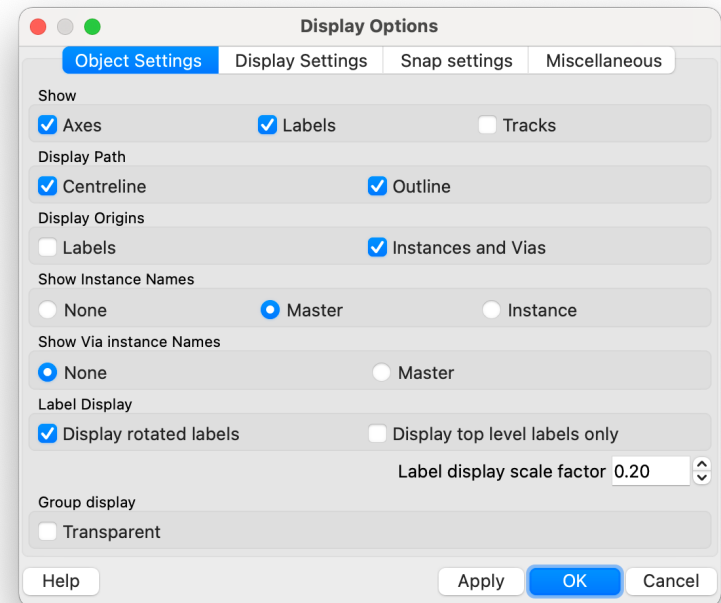 Display Options
Object Settings Display Settings Snap settings Miscellaneous
Show
Axes Labels Tracks
Display Path
Centreline Outline
Display Origins
Labels Instances and Vias
Show Instance Names
None Master Instance
Show Via instance Names
None Master
Label Display
Display rotated labels Display top level labels only
Label display scale factor 0.20
Group display
Transparent
Help Apply OK Cancel